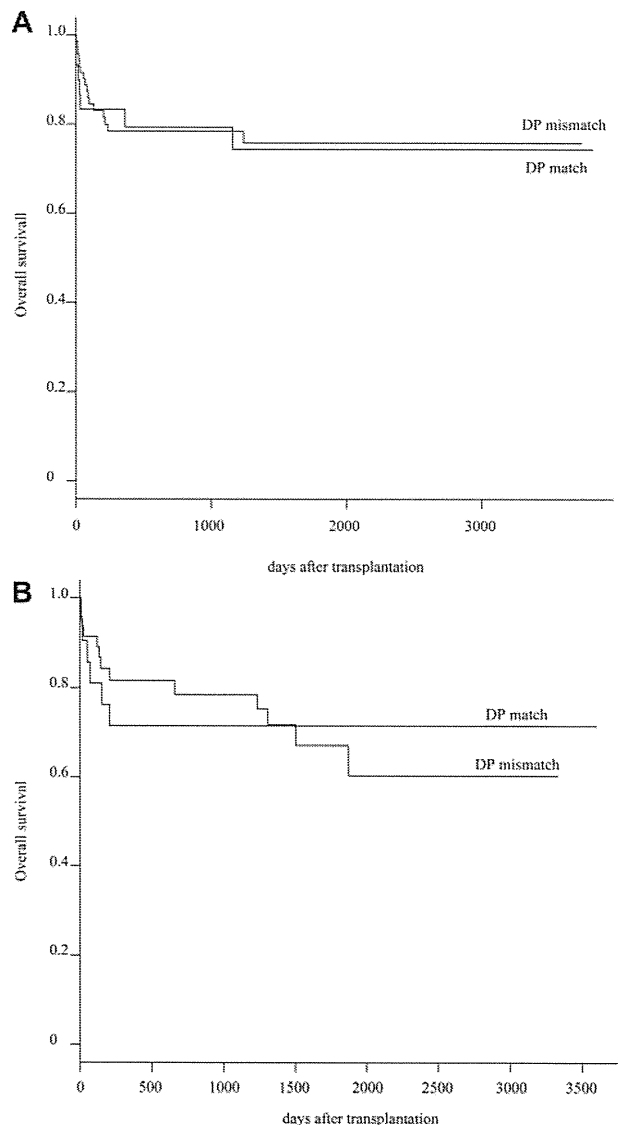 A
1.0
0.8
0.6
0.4
0.2
0
Overall survivall
DP mismatch
DP match
0 1000 2000 3000
days after transplantation
B
1.0
0.8
0.6
0.4
0.2
0
Overall survivnl
DP match
DP mismatch
0 500 1000 1500 2000 2500 3000 3500
days after transplantation